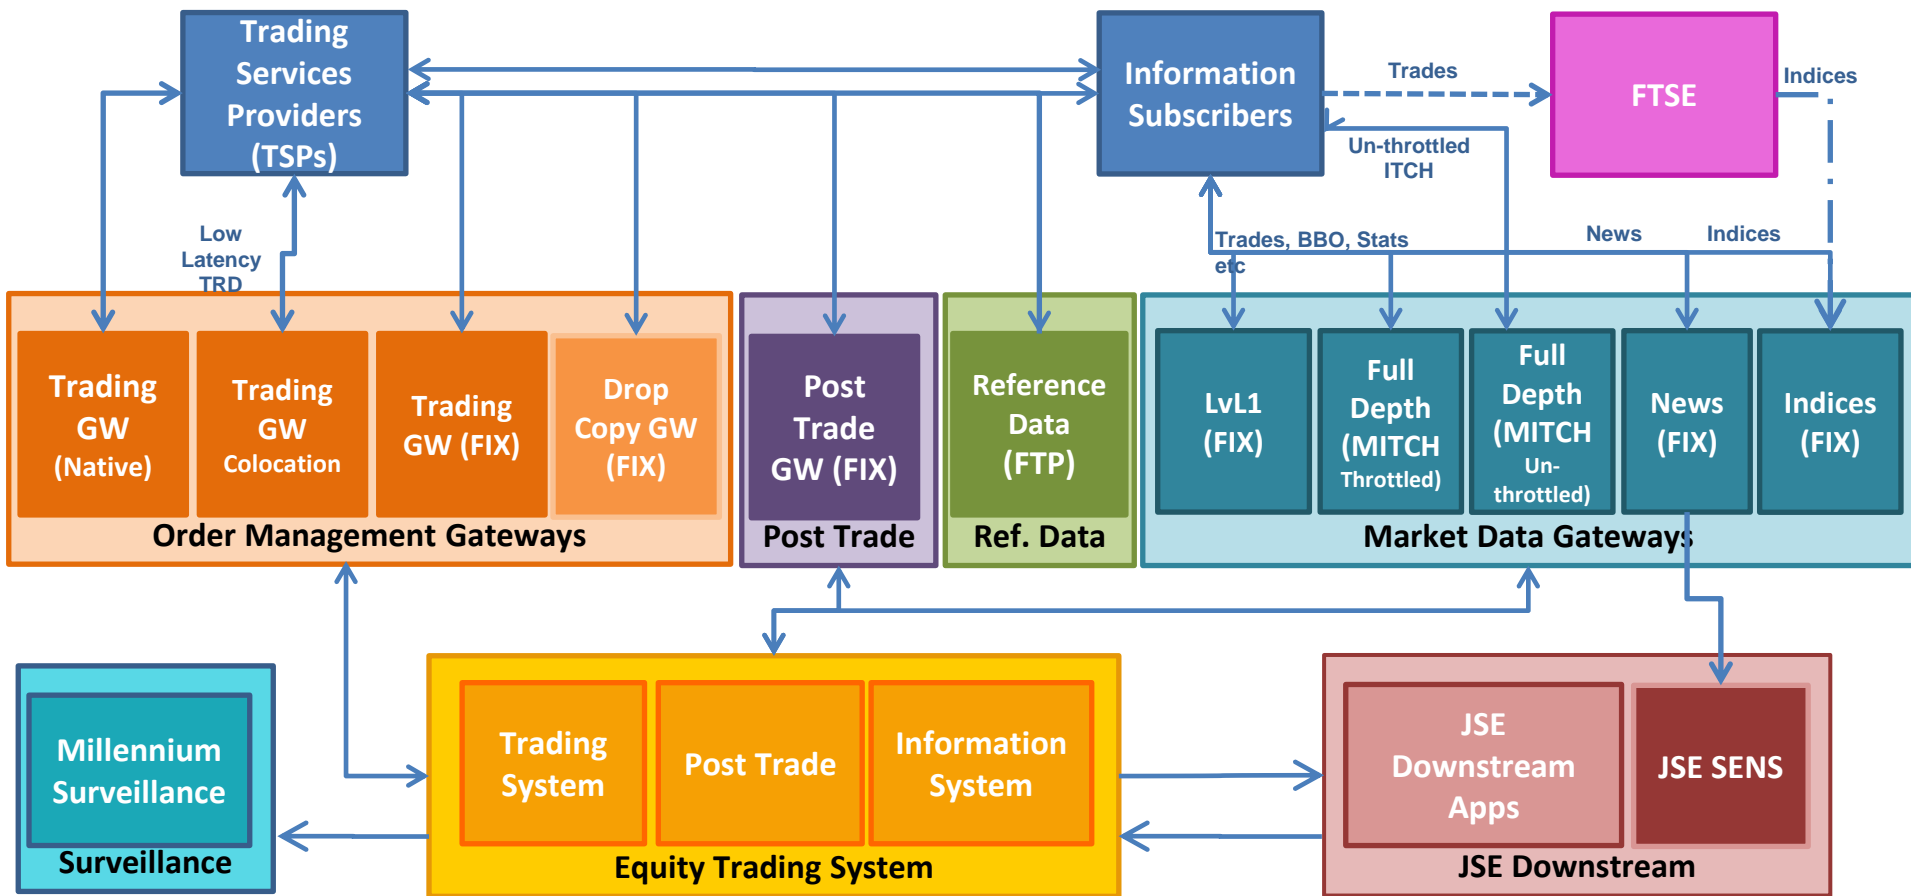 Trading
Services
Providers
(TSPs)
Information
Subscribers
Trades
FTSE
Indices
Un-throttled
ITCH
Low
Latency
TRD
Trades, BBO, Stats
etc
News
Indices
Trading
GW
(Native)
Trading
GW
Colocation
Trading
GW (FIX)
Drop
Copy GW
(FIX)
Order Management Gateways
Post
Trade
GW (FIX)
Post Trade
Reference
Data
(FTP)
Ref. Data
LvL1
(FIX)
Full
Depth
(MITCH
Throttled)
Full
Depth
(MITCH
Un-
throttled)
News
(FIX)
Indices
(FIX)
Market Data Gateways
Millennium
Surveillance
Surveillance
Trading
System
Post Trade
Information
System
Equity Trading System
JSE
Downstream
Apps
JSE SENS
JSE Downstream